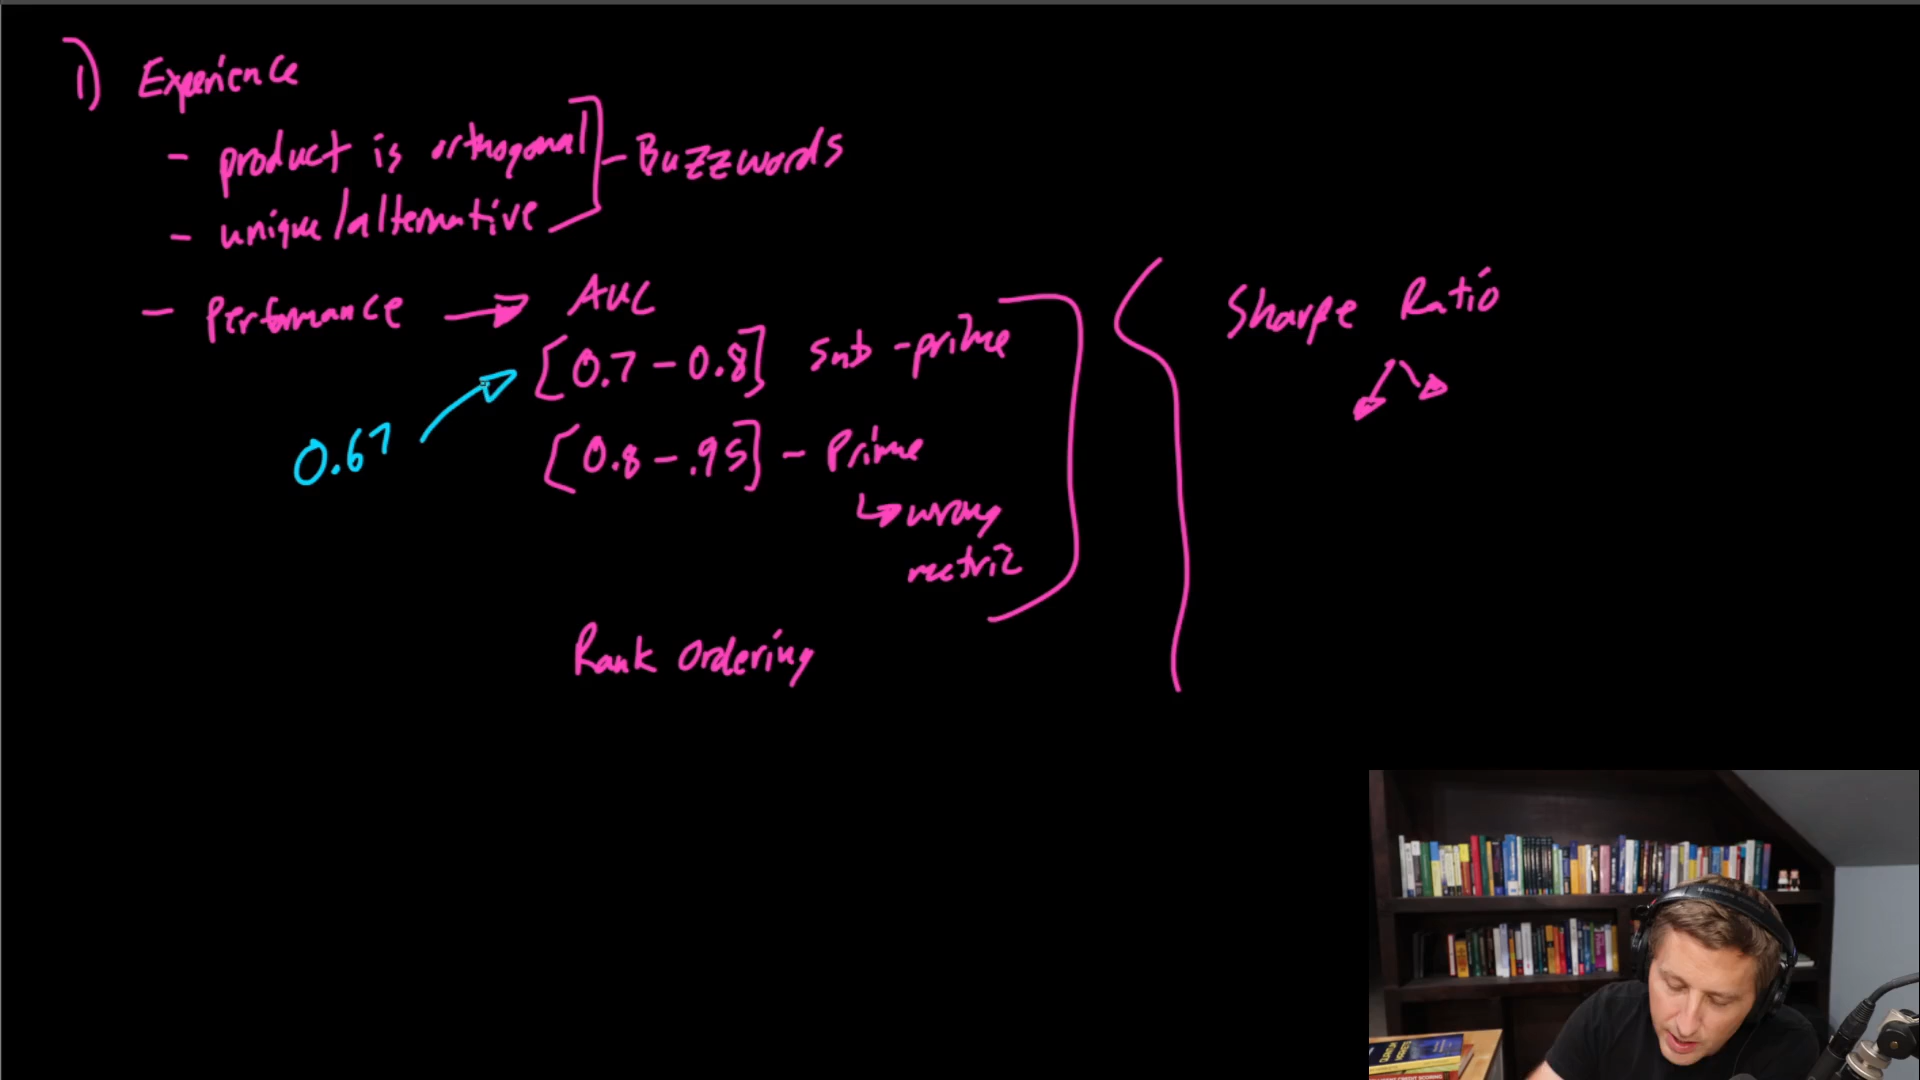 1) Experience
- product is orthogonal
- unique/alternative
- Buzzwords
- Performance → AUC
[0.7 - 0.8] sub-prime
0.67
[0.8 - .95] - Prime
↳ wrong
metric
Rank Ordering
Sharpe Ratio
QUANTUM